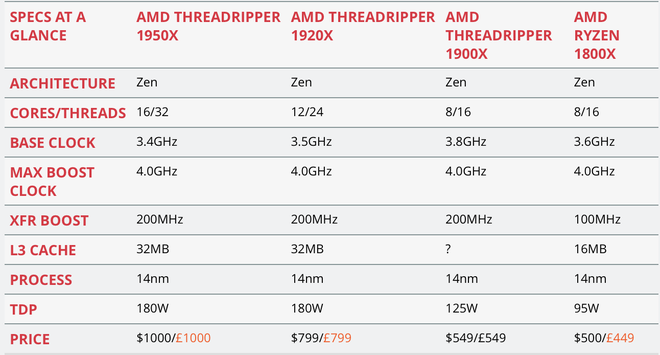 SPECS AT A GLANCE AMD THREADRIPPER 1950X AMD THREADRIPPER 1920X AMD THREADRIPPER 1900X AMD RYZEN 1800X
ARCHITECTURE Zen Zen Zen Zen
CORES/THREADS 16/32 12/24 8/16 8/16
BASE CLOCK 3.4GHz 3.5GHz 3.8GHz 3.6GHz
MAX BOOST CLOCK 4.0GHz 4.0GHz 4.0GHz 4.0GHz
XFR BOOST 200MHz 200MHz 200MHz 100MHz
L3 CACHE 32MB 32MB ? 16MB
PROCESS 14nm 14nm 14nm 14nm
TDP 180W 180W 125W 95W
PRICE $1000/£1000 $799/£799 $549/£549 $500/£449